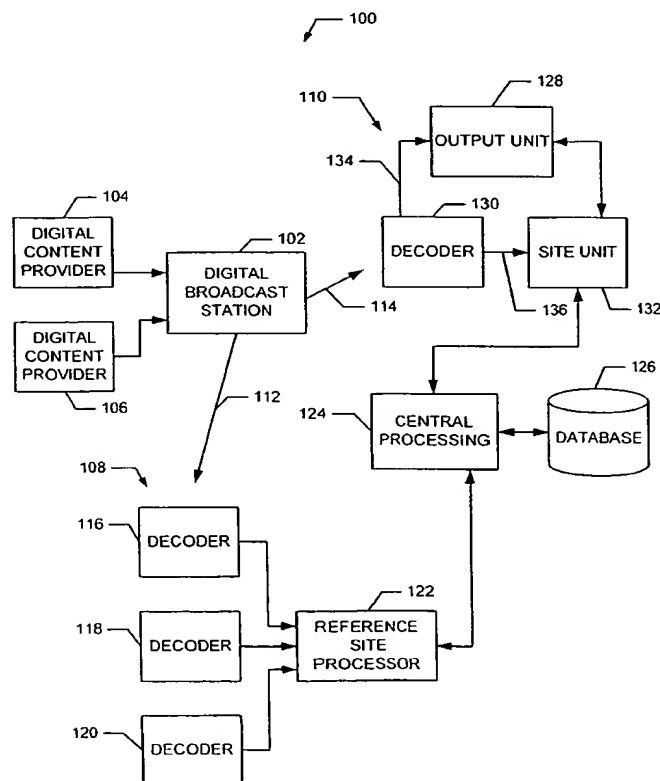 100
110
128
OUTPUT UNIT
134
104
DIGITAL
CONTENT
PROVIDER
102
DIGITAL
BROADCAST
STATION
130
DECODER
SITE UNIT
114
136
132
DIGITAL
CONTENT
PROVIDER
106
112
124
CENTRAL
PROCESSING
126
DATABASE
108
116
DECODER
122
REFERENCE
SITE
PROCESSOR
118
DECODER
120
DECODER